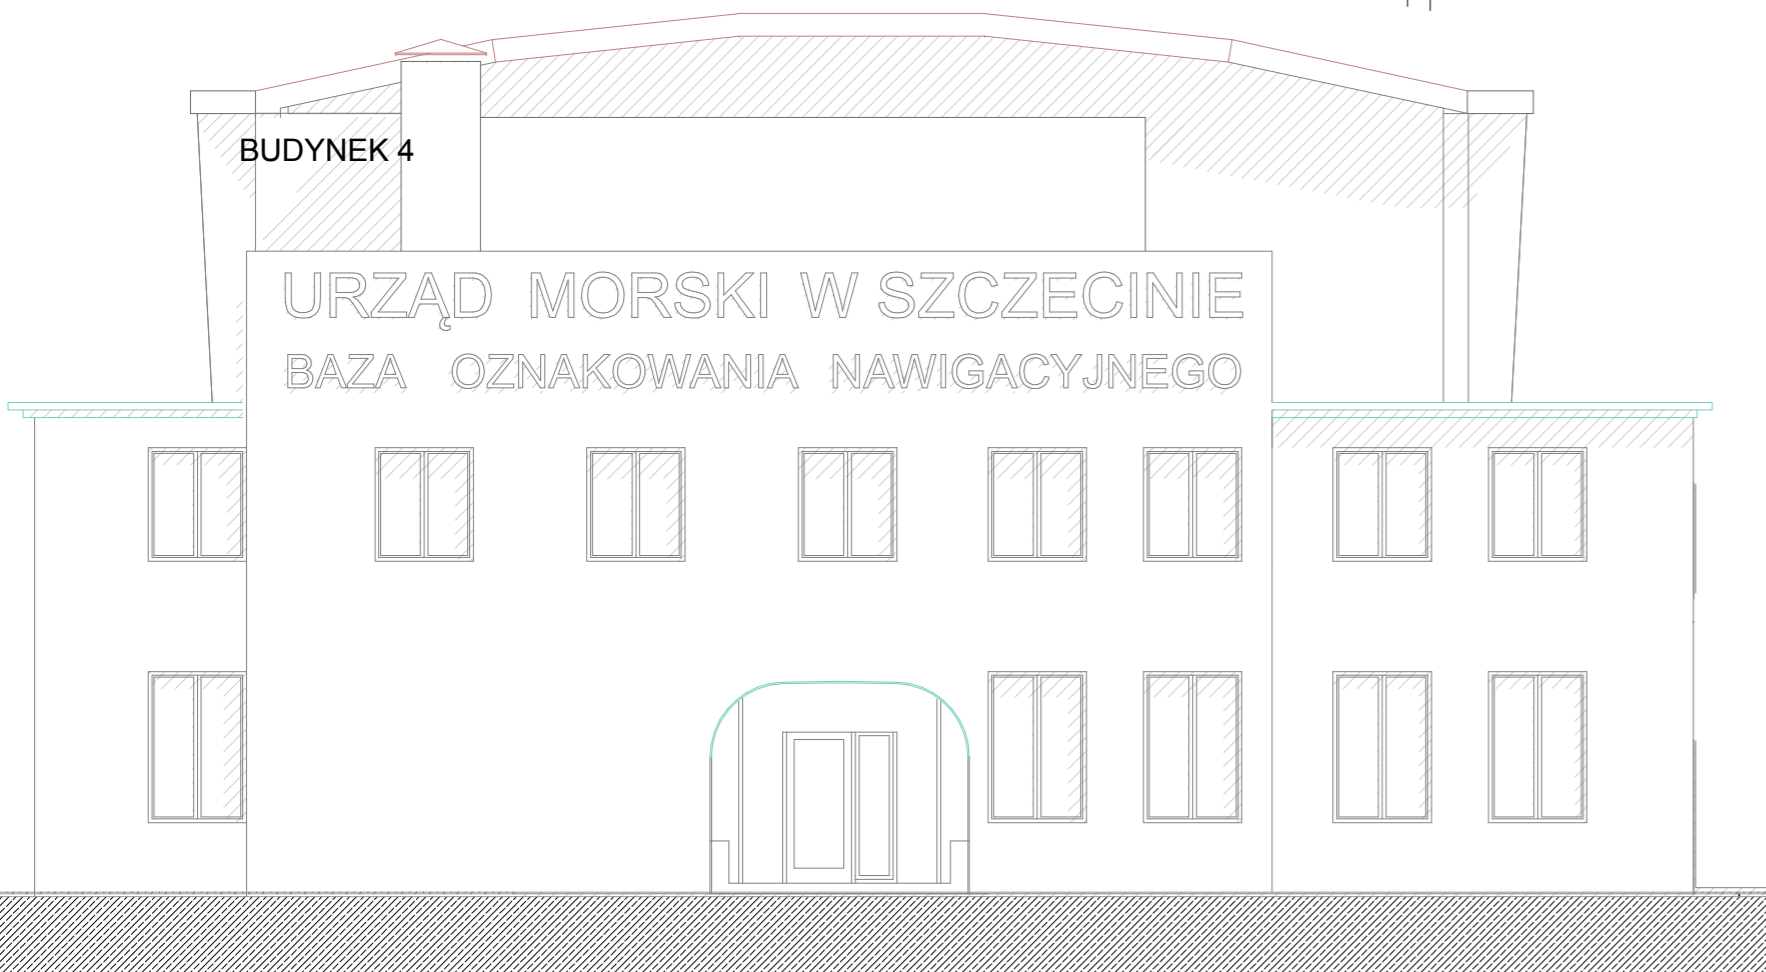 BUDYNEK 4
URZĄD MORSKI W SZCZECINIE
BAZA OZNAKOWANIA NAWIGACYJNEGO